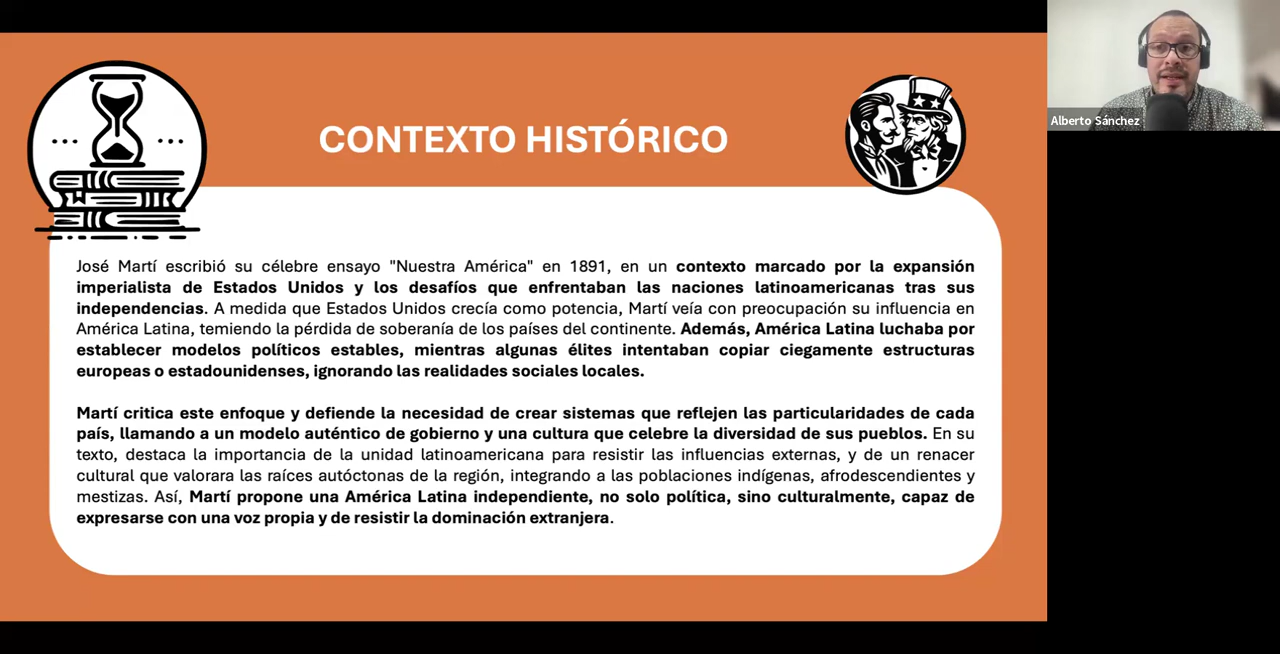 CONTEXTO HISTÓRICO
Alberto Sánchez
José Martí escribió su célebre ensayo "Nuestra América" en 1891, en un contexto marcado por la expansión
imperialista de Estados Unidos y los desafíos que enfrentaban las naciones latinoamericanas tras sus
independencias. A medida que Estados Unidos crecía como potencia, Martí veía con preocupación su influencia en
América Latina, temiendo la pérdida de soberanía de los países del continente. Además, América Latina luchaba por
establecer modelos políticos estables, mientras algunas élites intentaban copiar ciegamente estructuras
europeas o estadounidenses, ignorando las realidades sociales locales.
Martí critica este enfoque y defiende la necesidad de crear sistemas que reflejen las particularidades de cada
país, llamando a un modelo auténtico de gobierno y una cultura que celebre la diversidad de sus pueblos. En su
texto, destaca la importancia de la unidad latinoamericana para resistir las influencias externas, y de un renacer
cultural que valorara las raíces autóctonas de la región, integrando a las poblaciones indígenas, afrodescendientes y
mestizas. Así, Martí propone una América Latina independiente, no solo política, sino culturalmente, capaz de
expresarse con una voz propia y de resistir la dominación extranjera.